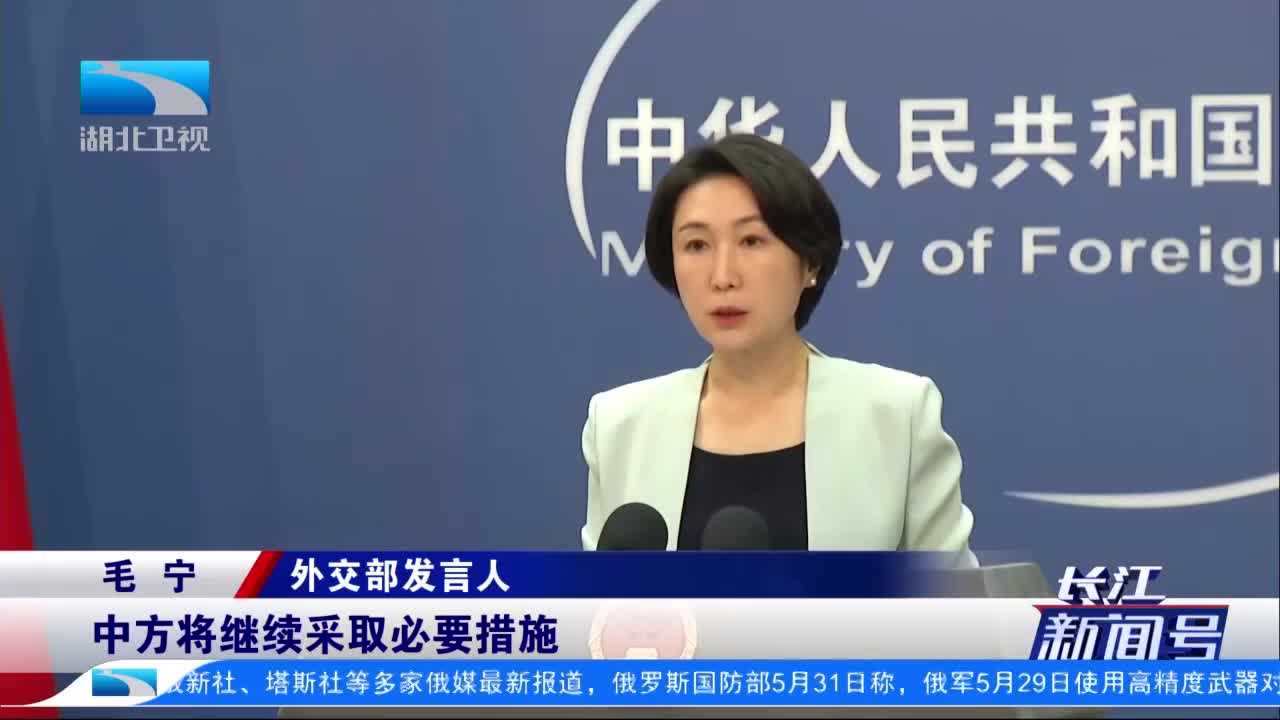 湖北卫视
中华人民共和国
Ministry of Foreign
毛宁 外交部发言人
中方将继续采取必要措施
长江
新闻号
新社、塔斯社等多家俄媒最新报道，俄罗斯国防部5月31日称，俄军5月29日使用高精度武器对